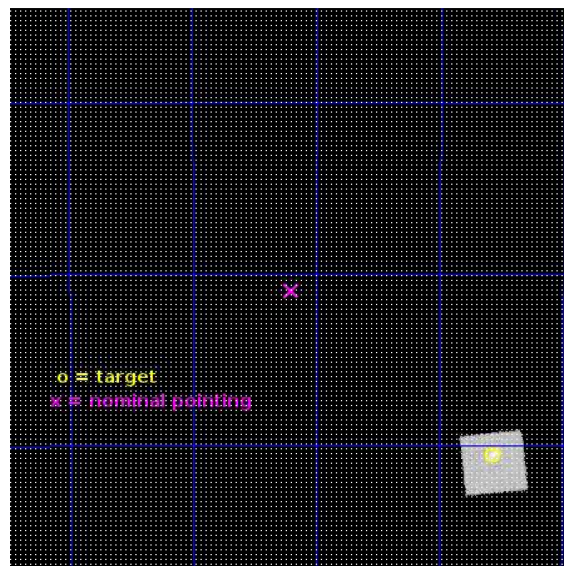 o = target
x = nominal pointing